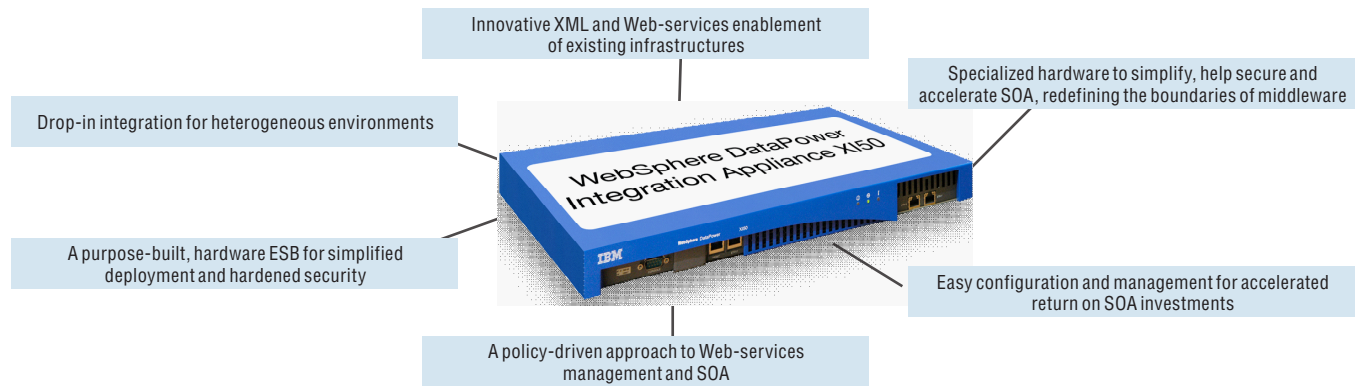 Innovative XML and Web-services enablement
of existing infrastructures
Specialized hardware to simplify, help secure and
accelerate SOA, redefining the boundaries of middleware
Drop-in integration for heterogeneous environments
WebSphere DataPower
Integration Appliance XI50
WebSphere DataPower XI50
IBM
A purpose-built, hardware ESB for simplified
deployment and hardened security
Easy configuration and management for accelerated
return on SOA investments
A policy-driven approach to Web-services
management and SOA